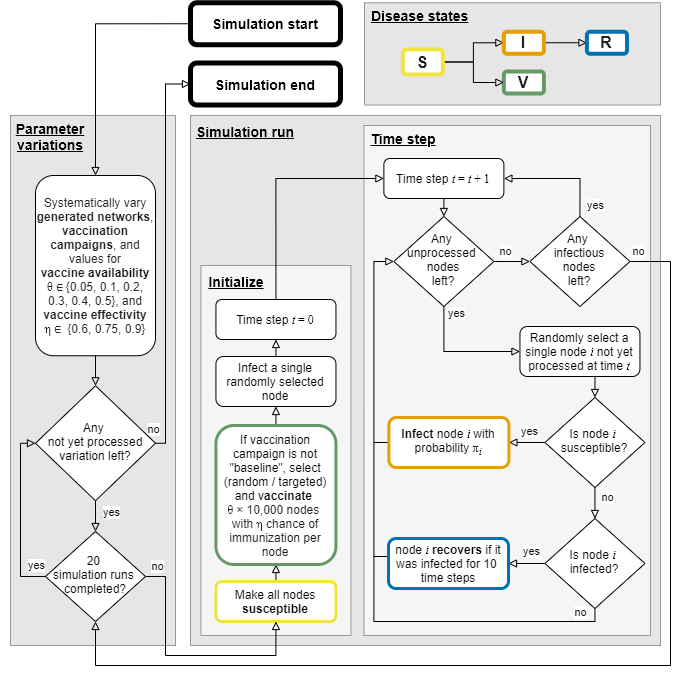 Simulation start
Simulation end
Disease states
S
I
R
V
Parameter
variations
Systematically vary
generated networks,
vaccination
campaigns, and
values for
vaccine availability
θ ∈{0.05, 0.1, 0.2,
0.3, 0.4, 0.5}, and
vaccine effectivity
η ∈ {0.6, 0.75, 0.9}
Any
not yet processed
variation left?
no
yes
20
simulation runs
completed?
yes
no
Simulation run
Initialize
Time step t = 0
Infect a single
randomly selected
node
If vaccination
campaign is not
"baseline", select
(random / targeted)
and vaccinate
θ × 10,000 nodes
with η chance of
immunization per
node
Make all nodes
susceptible
Time step
Time step t = t + 1
yes
Any
unprocessed
nodes
left?
no
Any
infectious
nodes
left?
no
yes
Randomly select a
single node i not yet
processed at time t
Is node i
susceptible?
yes
Infect node i with
probability πi
no
Is node i
infected?
yes
node i recovers if it
was infected for 10
time steps
no